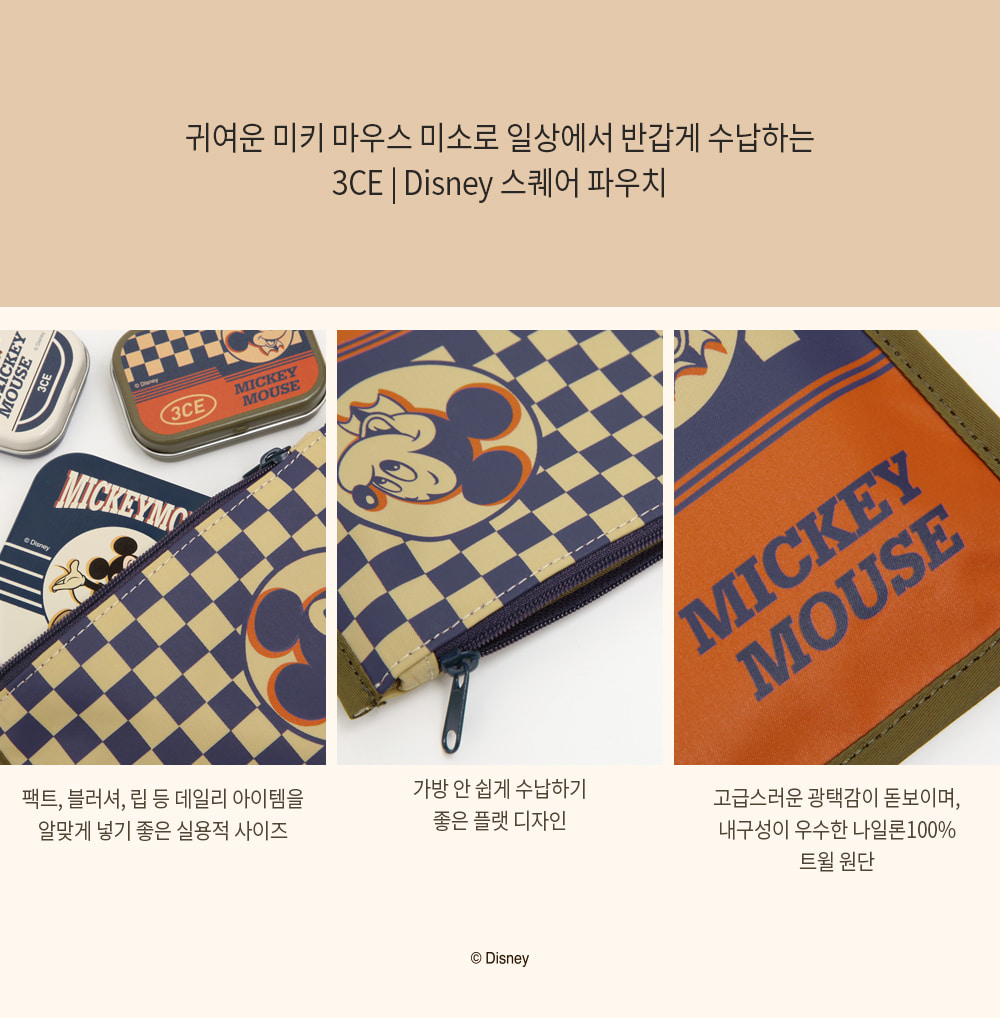 귀여운 미키 마우스 미소로 일상에서 반갑게 수납하는
3CE | Disney 스퀘어 파우치
MICKEY
MOUSE
3CE
© Disney
MICKEY
MOUSE
3CE
MICKEYMO
© Disney
MICKEY
MOUSE
팩트, 블러셔, 립 등 데일리 아이템을
알맞게 넣기 좋은 실용적 사이즈
가방 안 쉽게 수납하기
좋은 플랫 디자인
고급스러운 광택감이 돋보이며,
내구성이 우수한 나일론100%
트윌 원단
© Disney